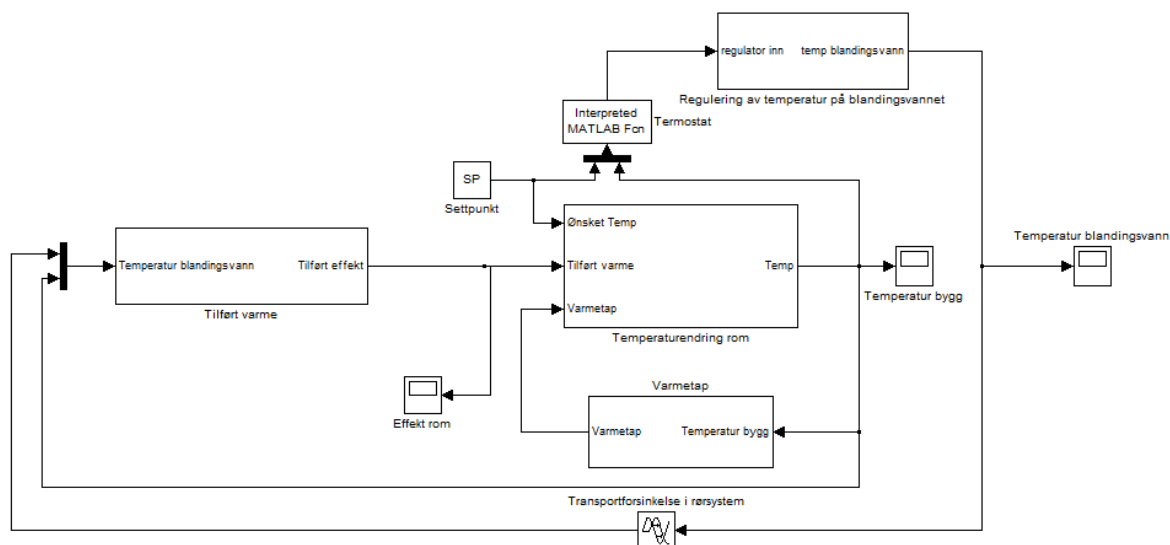 regulator inn
temp blandingsvann
Regulering av temperatur på blandingsvannet
Interpreted
MATLAB Fcn
Termostat
SP
Settpunkt
Ønsket Temp
Temperatur blandingsvann
Temperatur blandingsvann
Tilført effekt
Tilført varme
Temp
Temperatur bygg
Tilført varme
Varmetap
Temperaturendring rom
Varmetap
Effekt rom
Varmetap
Temperatur bygg
Transportforsinkelse i rørsystem